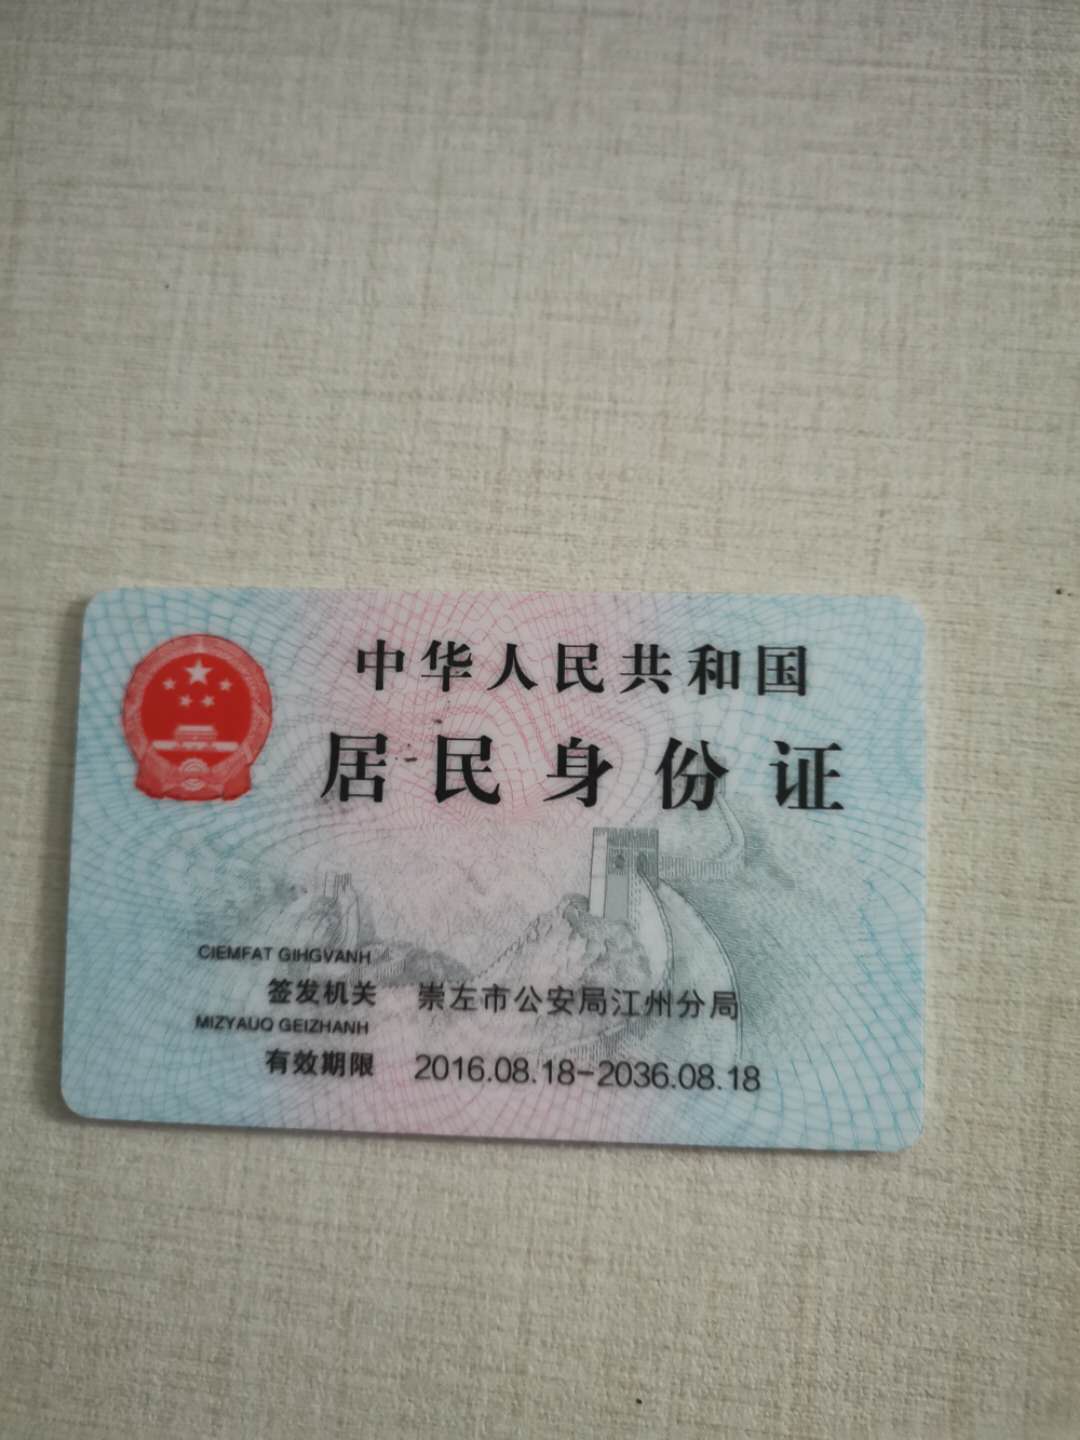 中华人民共和国
居民身份证
CIEMFAT GIHGVANH
签发机关 崇左市公安局江州分局
MIZYAUQ GEIZHANH
有效期限 2016.08.18-2036.08.18